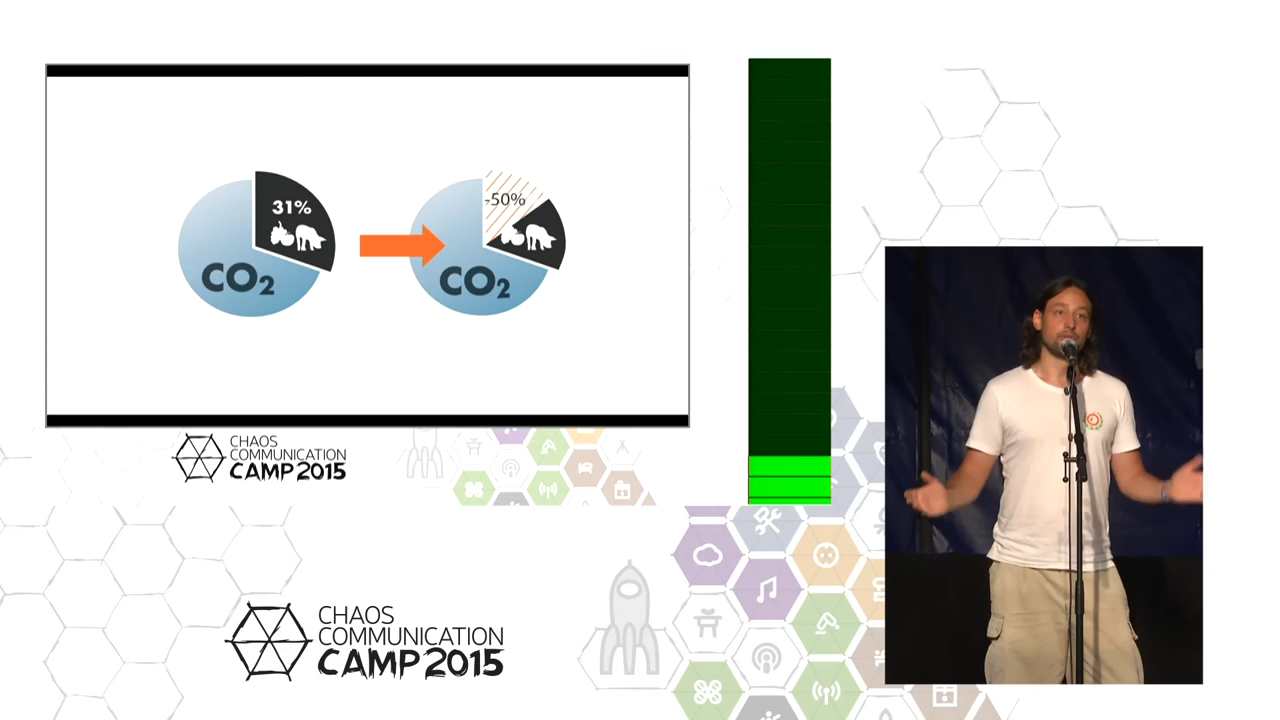 31%
CO₂
-50%
CO₂
CHAOS
COMMUNICATION
CAMP 2015
CHAOS
COMMUNICATION
CAMP 2015